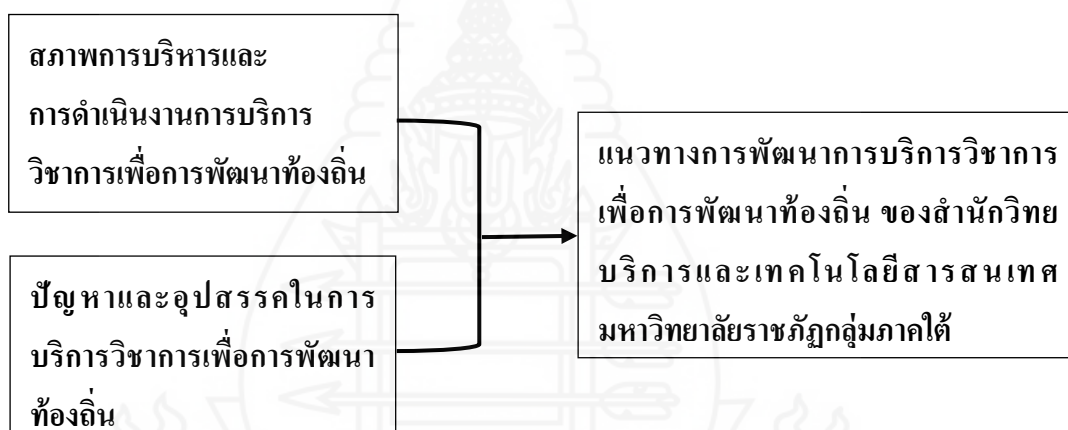 สภาพการบริหารและ
การดำเนินงานการบริการ
วิชาการเพื่อการพัฒนาท้องถิ่น
ปัญหาและอุปสรรคในการ
บริการวิชาการเพื่อการพัฒนา
ท้องถิ่น
แนวทางการพัฒนาการบริการวิชาการ
เพื่อการพัฒนาท้องถิ่น ของสำนักวิทย
บริการและเทคโนโลยีสารสนเทศ
มหาวิทยาลัยราชภัฏกลุ่มภาคใต้